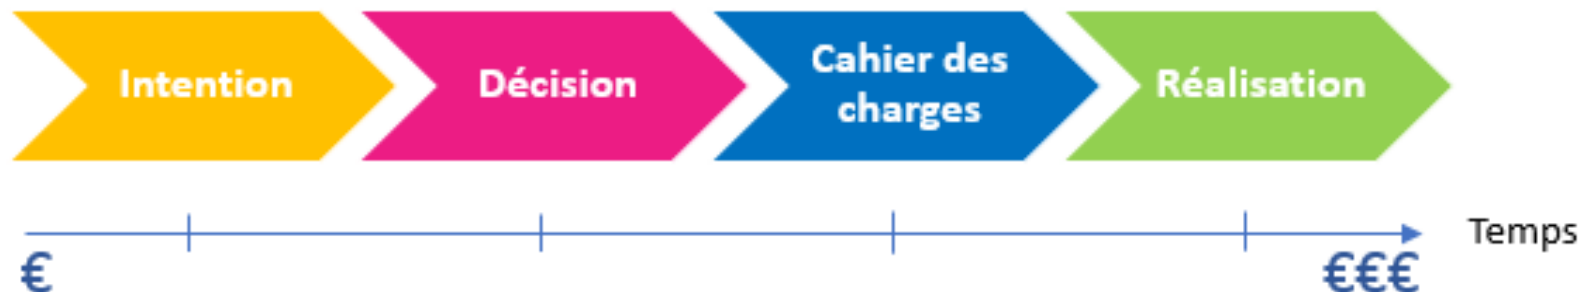 Intention
Décision
Cahier des
charges
Réalisation
Temps
€
€€€